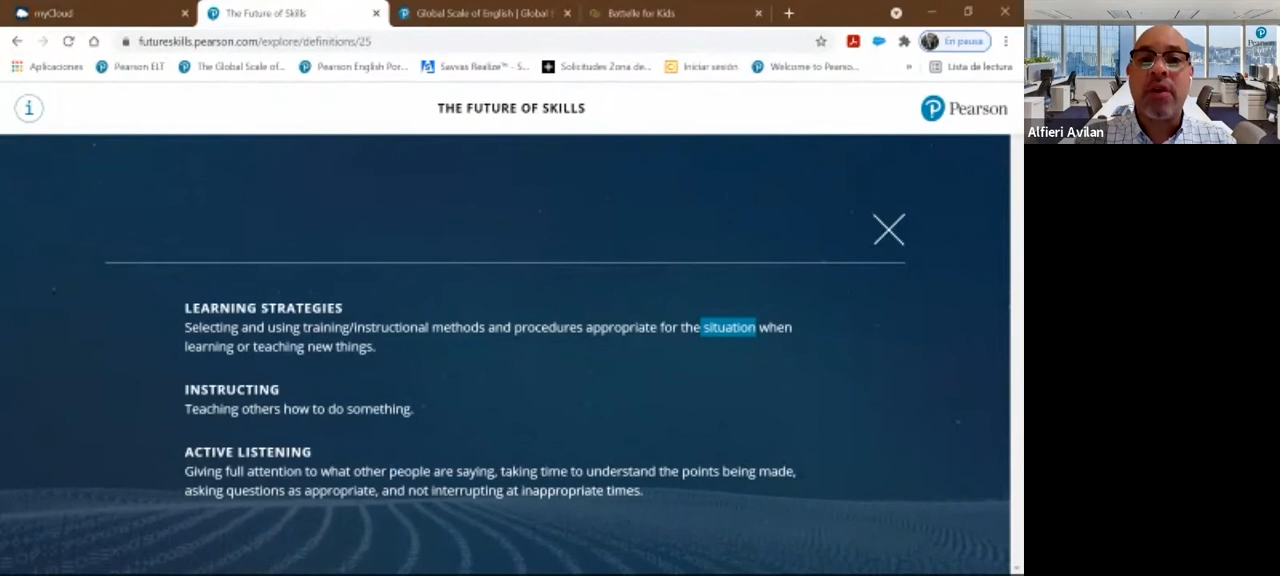 myCloud
The Future of Skills
Global Scale of English | Global S
Battelle for Kids
futureskills.pearson.com/explore/definitions/25
En pausa
Aplicaciones
Pearson ELT
The Global Scale of...
Pearson English Por...
Savvas Realize™ - S...
Solicitudes Zona de...
Iniciar sesión
Welcome to Pearso...
»
Lista de lectura
i
THE FUTURE OF SKILLS
Pearson
Pearson
Alfieri Avilan
LEARNING STRATEGIES
Selecting and using training/instructional methods and procedures appropriate for the situation when
learning or teaching new things.
INSTRUCTING
Teaching others how to do something.
ACTIVE LISTENING
Giving full attention to what other people are saying, taking time to understand the points being made,
asking questions as appropriate, and not interrupting at inappropriate times.